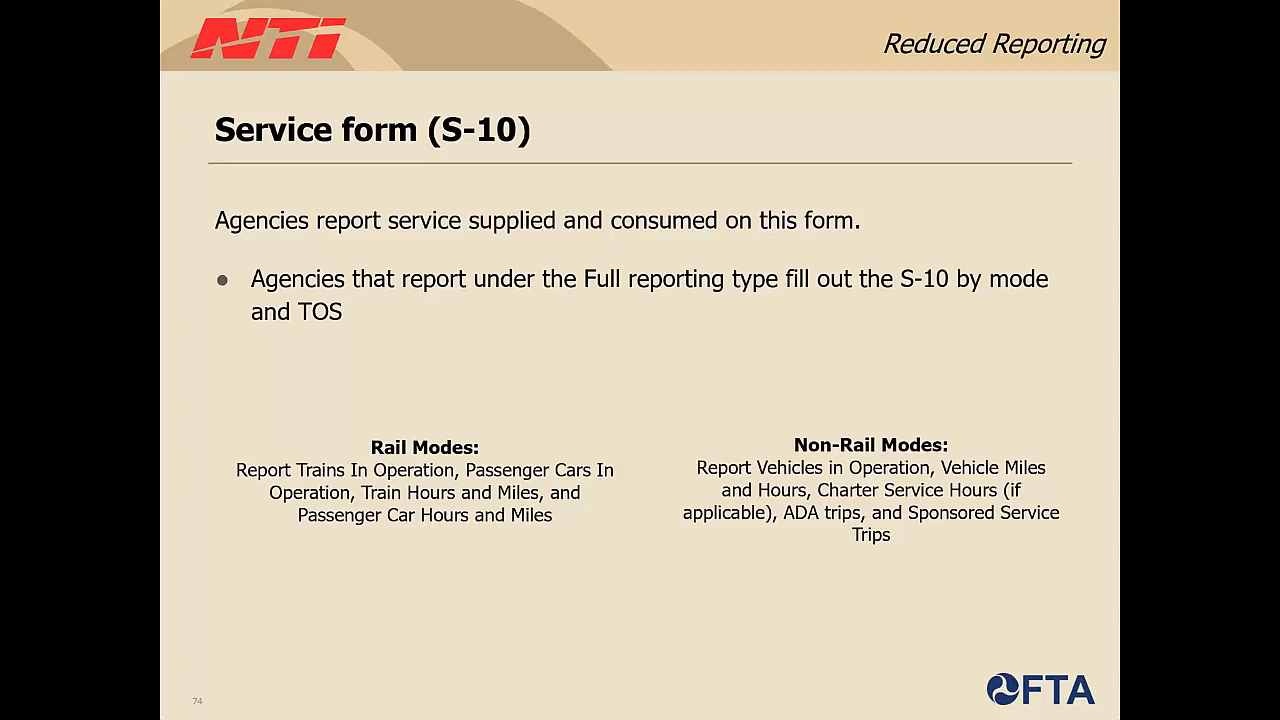 NTI
Reduced Reporting
Service form (S-10)
Agencies report service supplied and consumed on this form.
● Agencies that report under the Full reporting type fill out the S-10 by mode
and TOS
Rail Modes:
Report Trains In Operation, Passenger Cars In
Operation, Train Hours and Miles, and
Passenger Car Hours and Miles
Non-Rail Modes:
Report Vehicles in Operation, Vehicle Miles
and Hours, Charter Service Hours (if
applicable), ADA trips, and Sponsored Service
Trips
74
FTA